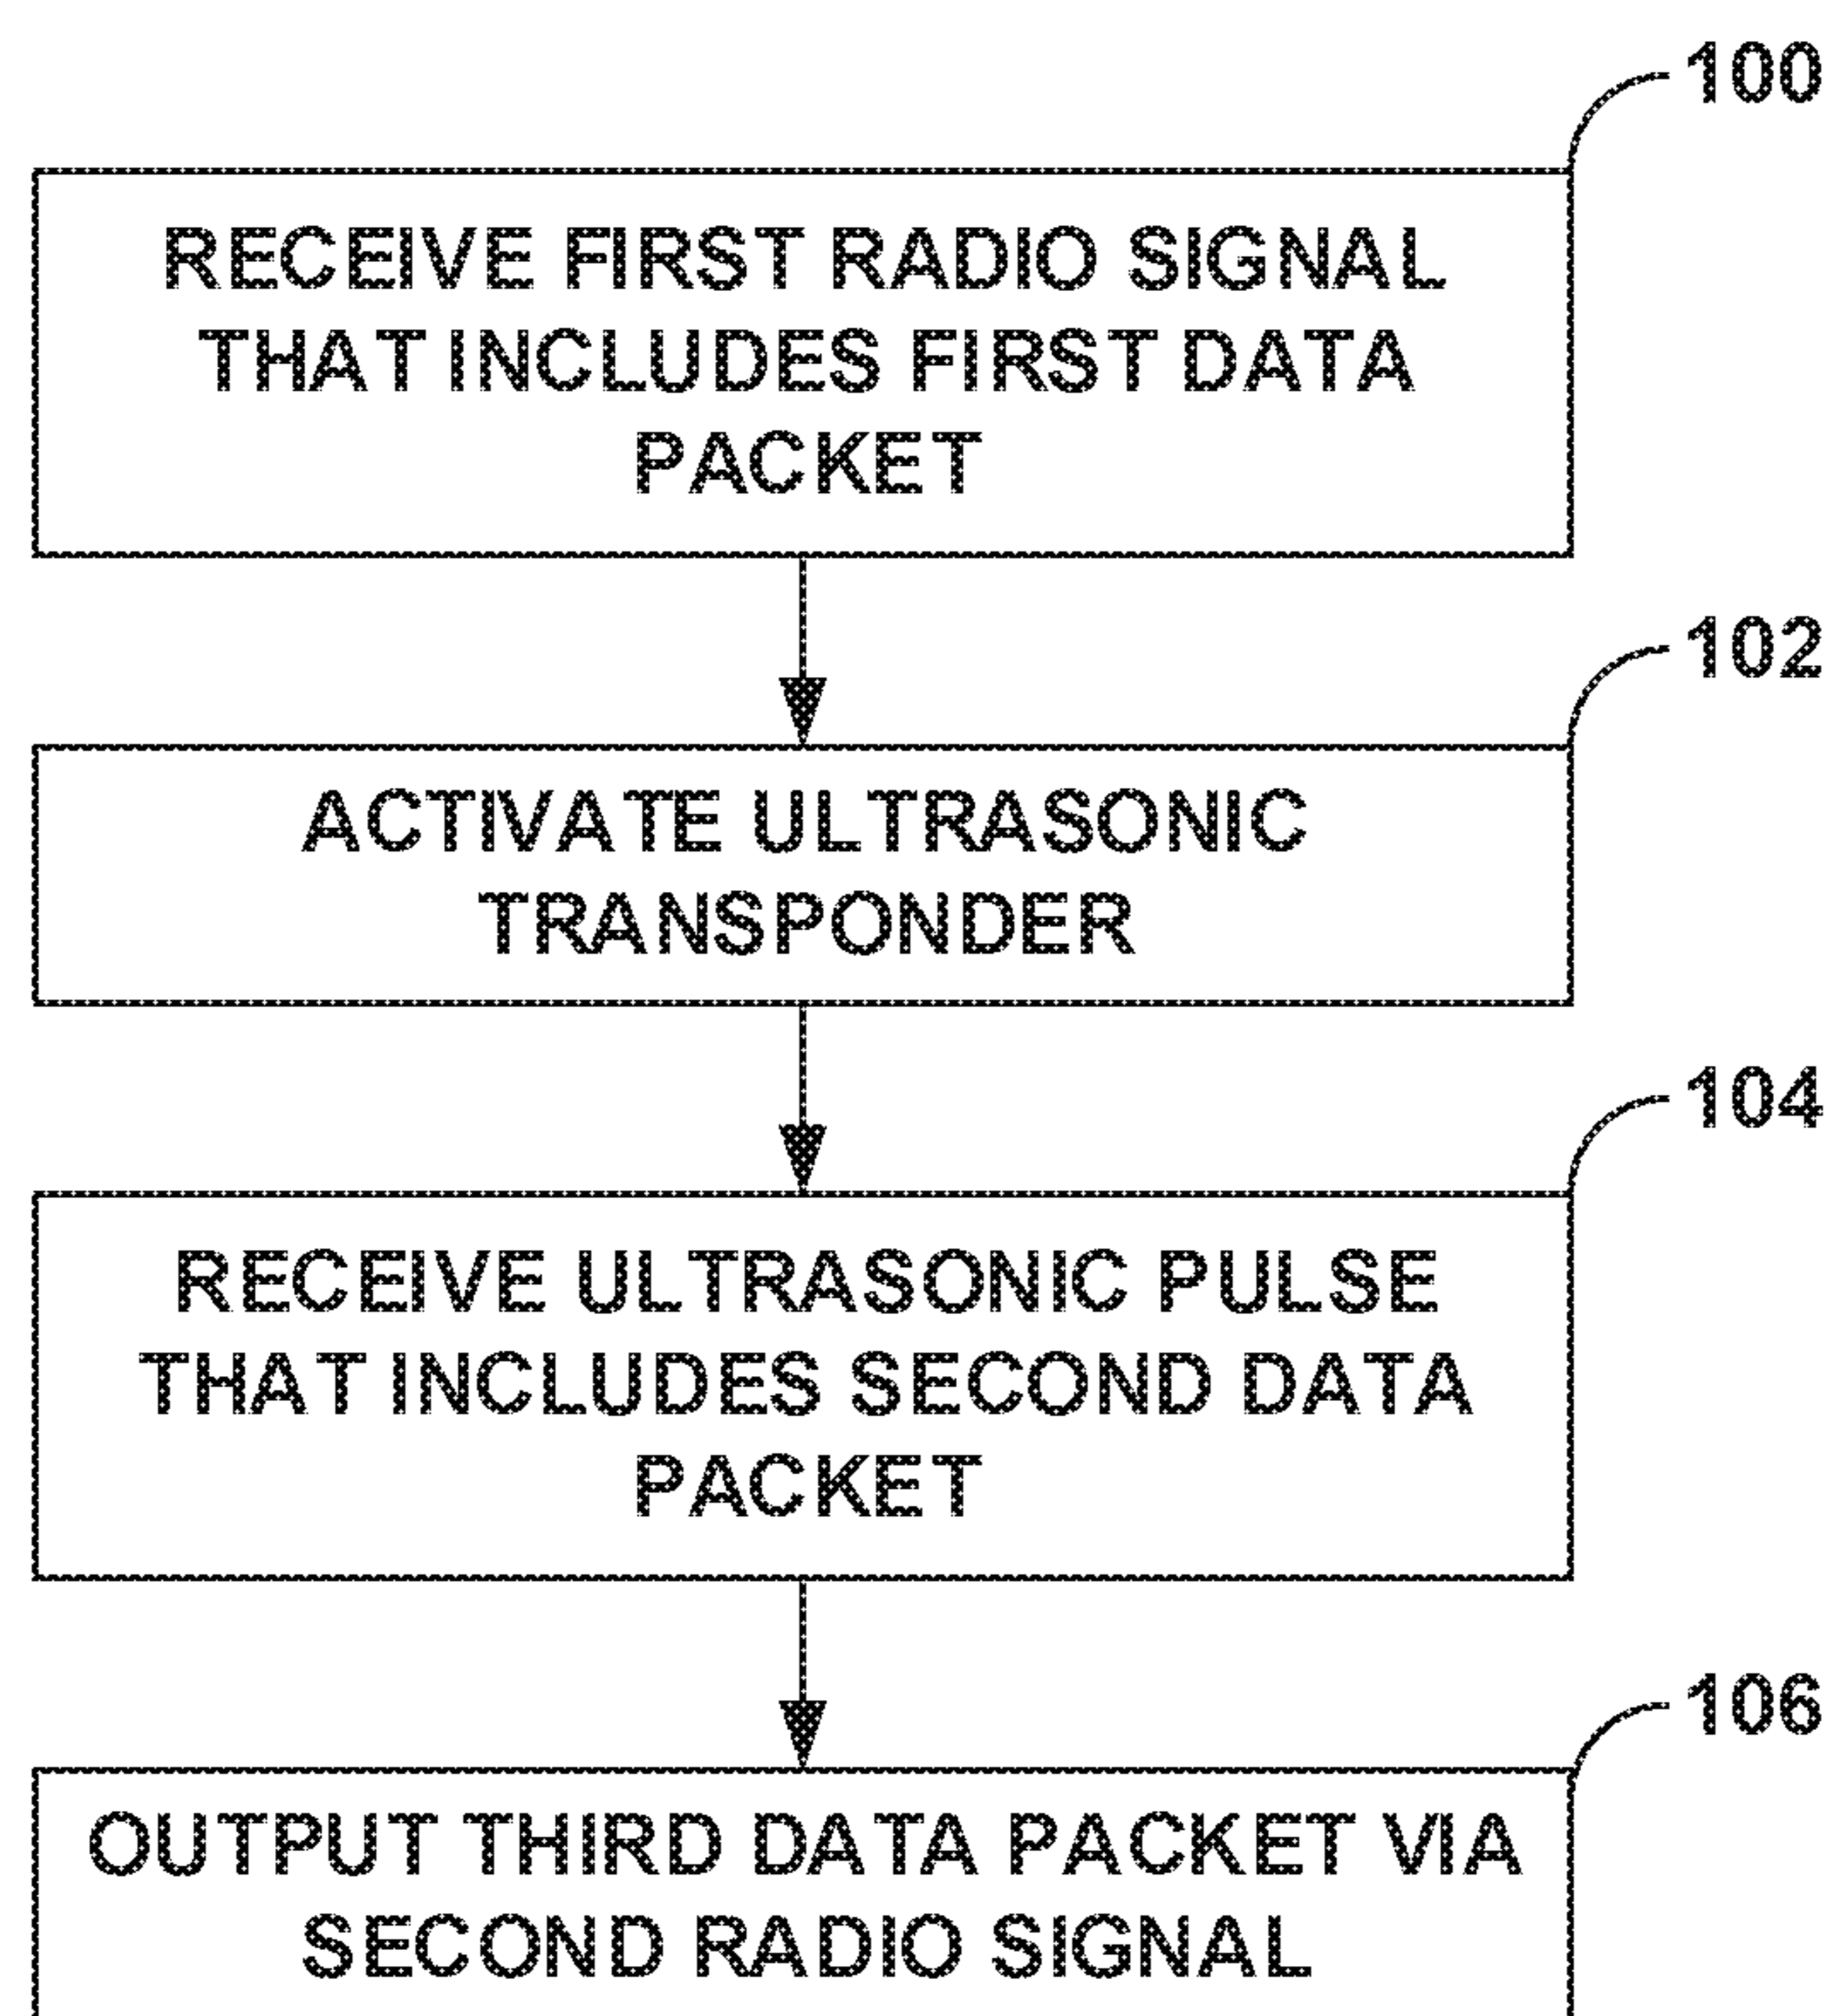 100
RECEIVE FIRST RADIO SIGNAL
THAT INCLUDES FIRST DATA
PACKET
102
ACTIVATE ULTRASONIC
TRANSPONDER
104
RECEIVE ULTRASONIC PULSE
THAT INCLUDES SECOND DATA
PACKET
106
OUTPUT THIRD DATA PACKET VIA
SECOND RADIO SIGNAL